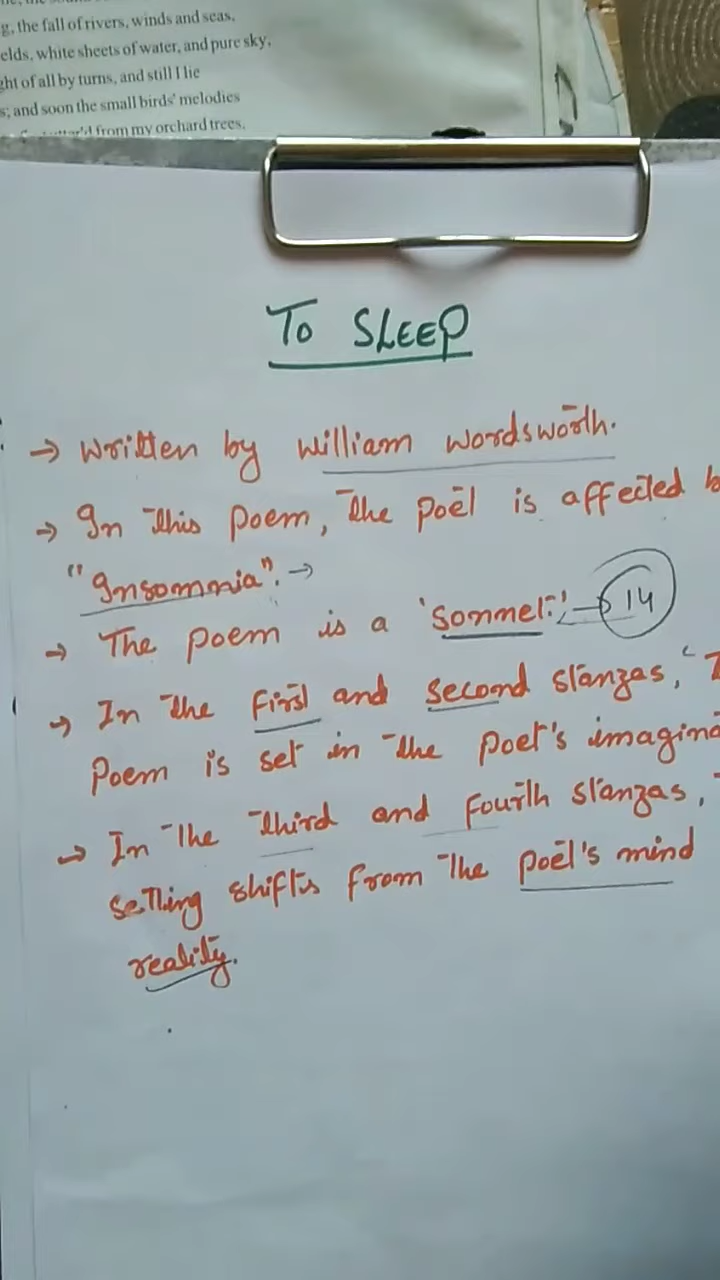 g, the fall of rivers, winds and seas,
elds, white sheets of water, and pure sky,
ght of all by turns, and still I lie
s; and soon the small birds' melodies
from my orchard trees,
TO SLEEP
→ Written by William Wordsworth.
→ In this poem, the poet is affected b
"Insomnia". →
→ The poem is a 'sonnet.' → 14
→ In the first and second stanzas, T
Poem is set in the poet's imagina
→ In the third and fourth stanzas,
setting shifts from the poet's mind
reality.